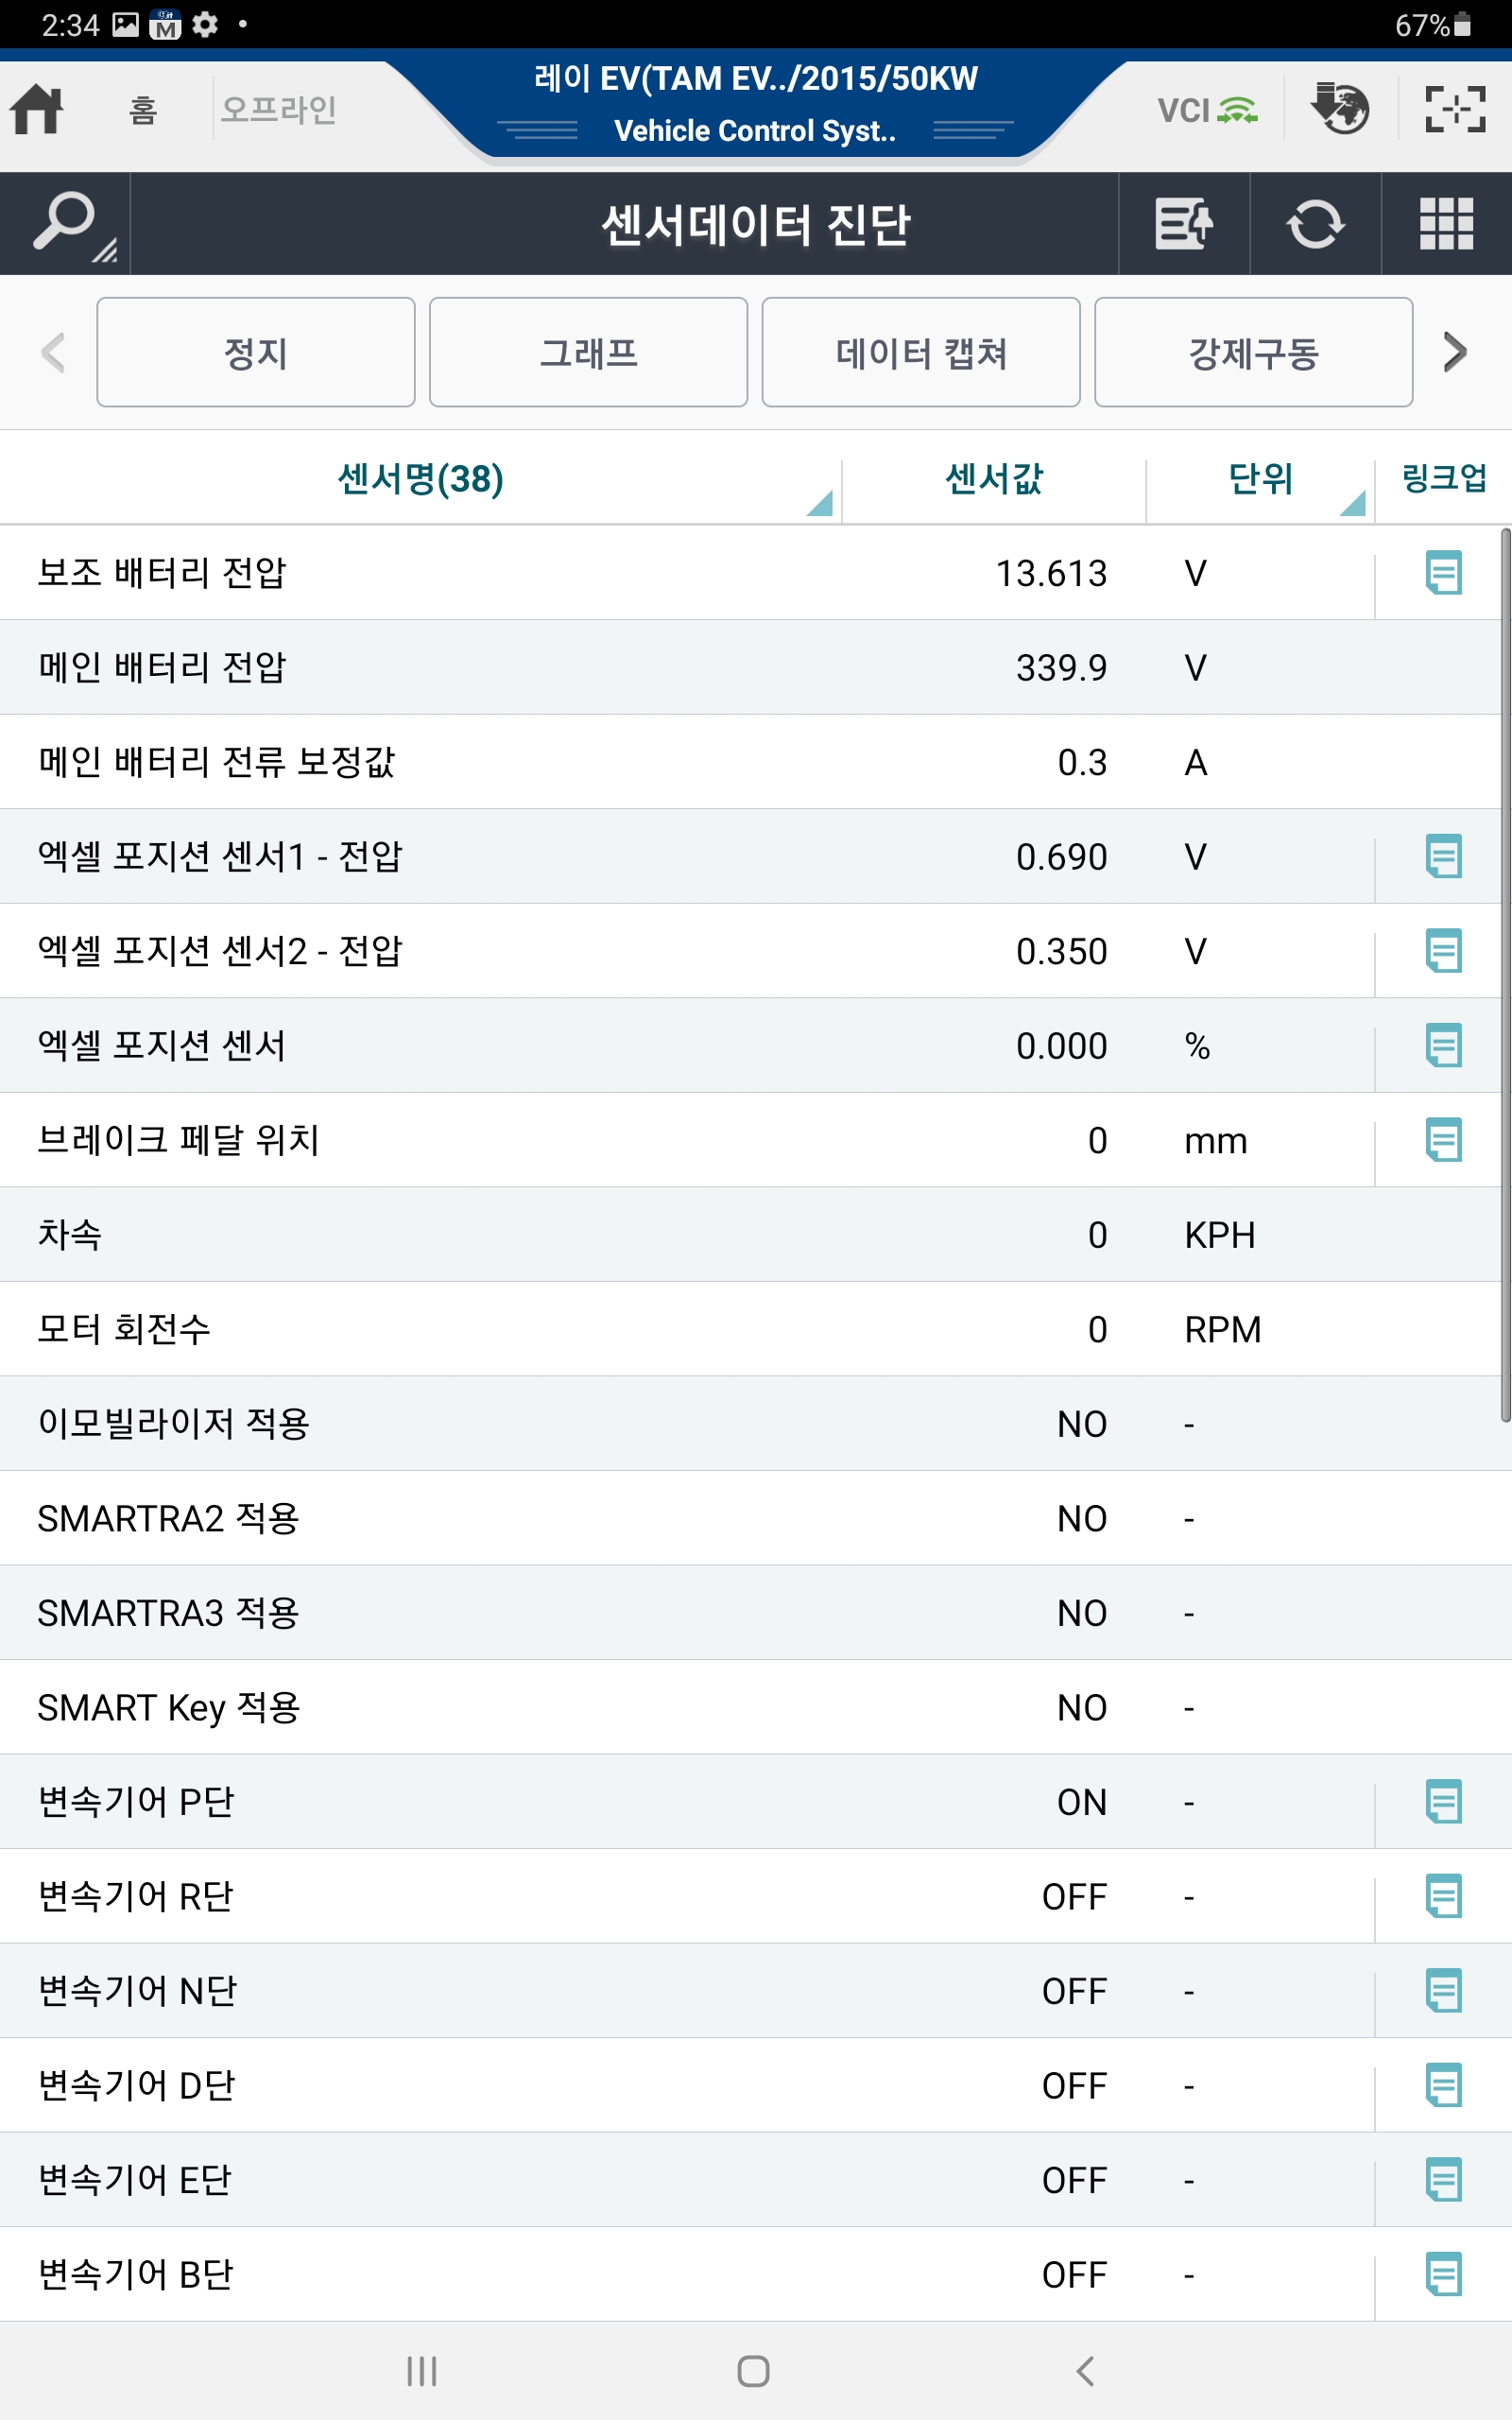 2:34
67%
홈
오프라인
레이 EV(TAM EV../2015/50KW
Vehicle Control Syst..
VCI
센서데이터 진단
정지
그래프
데이터 캡쳐
강제구동
센서명(38) 센서값 단위 링크업
보조 배터리 전압 13.613 V
메인 배터리 전압 339.9 V
메인 배터리 전류 보정값 0.3 A
엑셀 포지션 센서1 - 전압 0.690 V
엑셀 포지션 센서2 - 전압 0.350 V
엑셀 포지션 센서 0.000 %
브레이크 페달 위치 0 mm
차속 0 KPH
모터 회전수 0 RPM
이모빌라이저 적용 NO -
SMARTRA2 적용 NO -
SMARTRA3 적용 NO -
SMART Key 적용 NO -
변속기어 P단 ON -
변속기어 R단 OFF -
변속기어 N단 OFF -
변속기어 D단 OFF -
변속기어 E단 OFF -
변속기어 B단 OFF -